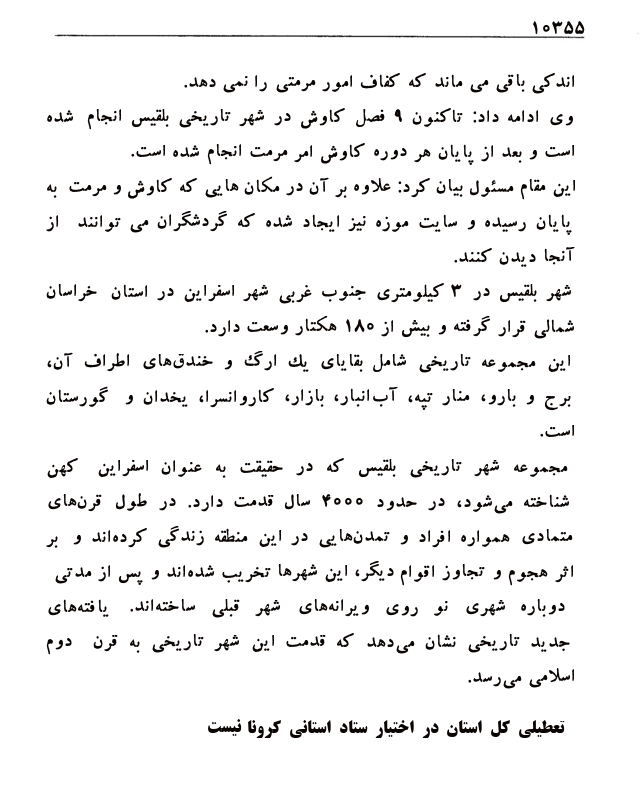 ۱۰۳۵۵
اندکی باقی می ماند که کفاف امور مرمتی را نمی دهد.
وی ادامه داد: تاکنون ۹ فصل کاوش در شهر تاریخی بلقیس انجام شده
است و بعد از پایان هر دوره کاوش امر مرمت انجام شده است.
این مقام مسئول بیان کرد: علاوه بر آن در مکان هایی که کاوش و مرمت به
پایان رسیده و سایت موزه نیز ایجاد شده که گردشگران می توانند از
آنجا دیدن کنند.
شهر بلقیس در ۳ کیلومتری جنوب غربی شهر اسفراین در استان خراسان
شمالی قرار گرفته و بیش از ۱۸۰ هکتار وسعت دارد.
این مجموعه تاریخی شامل بقایای یك ارگ و خندق‌های اطراف آن،
برج و بارو، منار تپه، آب‌انبار، بازار، کاروانسرا، یخدان و گورستان
است.
مجموعه شهر تاریخی بلقیس که در حقیقت به عنوان اسفراین کهن
شناخته می‌شود، در حدود ۴۰۰۰ سال قدمت دارد. در طول قرن‌های
متمادی همواره افراد و تمدن‌هایی در این منطقه زندگی کرده‌اند و بر
اثر هجوم و تجاوز اقوام دیگر، این شهرها تخریب شده‌اند و پس از مدتی
دوباره شهری نو روی ویرانه‌های شهر قبلی ساخته‌اند. یافته‌های
جدید تاریخی نشان می‌دهد که قدمت این شهر تاریخی به قرن دوم
اسلامی می‌رسد.
تعطیلی کل استان در اختیار ستاد استانی کرونا نیست